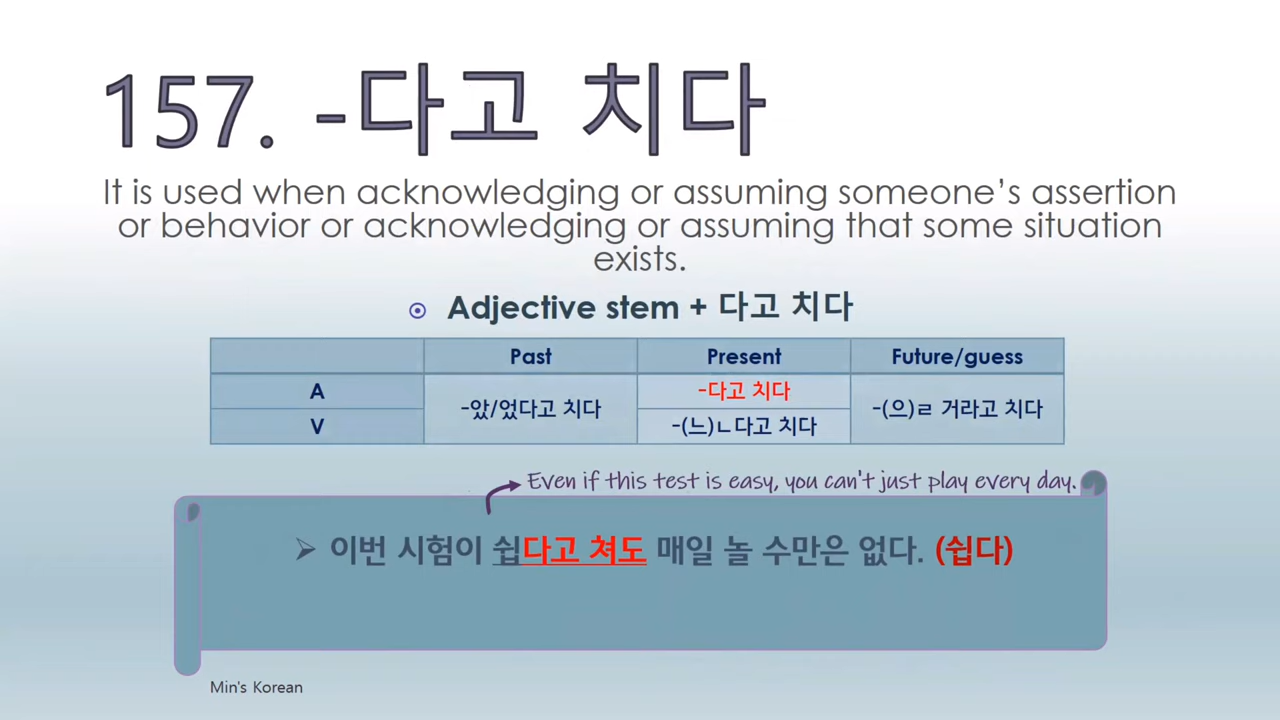 157. -다고 치다
It is used when acknowledging or assuming someone's assertion
or behavior or acknowledging or assuming that some situation
exists.
Adjective stem + 다고 치다
Past Present Future/guess
A -다고 치다
-았/었다고 치다 -(으)ㄹ 거라고 치다
V -(느)ㄴ다고 치다
Even if this test is easy, you can't just play every day.
➢ 이번 시험이 쉽다고 쳐도 매일 놀 수만은 없다. (쉽다)
Min's Korean